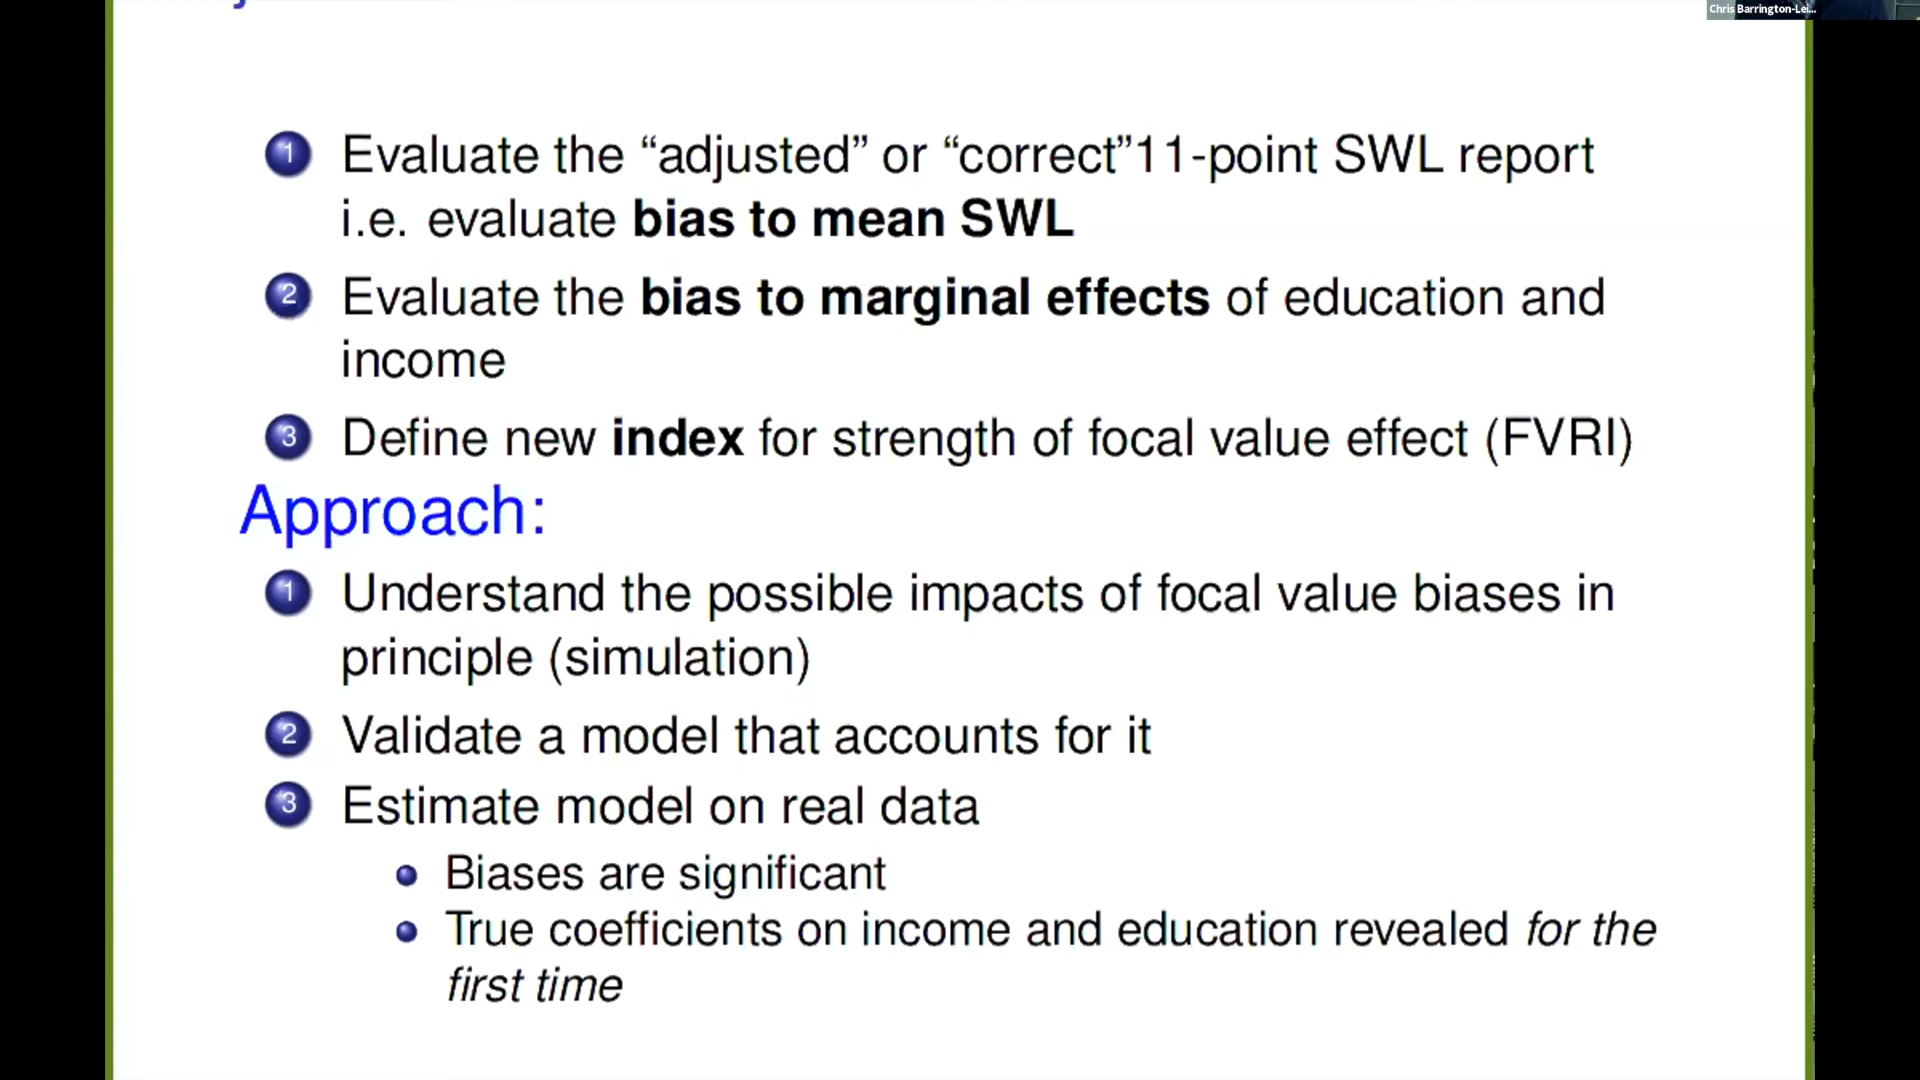 Chris Barrington-Lei...
1 Evaluate the “adjusted” or “correct”11-point SWL report
i.e. evaluate bias to mean SWL
2 Evaluate the bias to marginal effects of education and
income
3 Define new index for strength of focal value effect (FVRI)
Approach:
1 Understand the possible impacts of focal value biases in
principle (simulation)
2 Validate a model that accounts for it
3 Estimate model on real data
Biases are significant
True coefficients on income and education revealed for the
first time